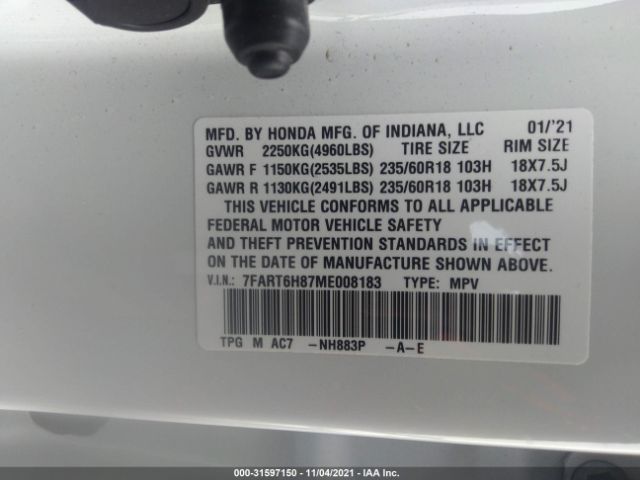 MFD. BY HONDA MFG. OF INDIANA, LLC 01/'21
GVWR 2250KG(4960LBS) TIRE SIZE RIM SIZE
GAWR F 1150KG(2535LBS) 235/60R18 103H 18X7.5J
GAWR R 1130KG(2491LBS) 235/60R18 103H 18X7.5J
THIS VEHICLE CONFORMS TO ALL APPLICABLE
FEDERAL MOTOR VEHICLE SAFETY
AND THEFT PREVENTION STANDARDS IN EFFECT
ON THE DATE OF MANUFACTURE SHOWN ABOVE.
V.I.N.: 7FART6H87ME008183 TYPE: MPV
TPG M AC7 -NH883P -A-E
000-31597150 - 11/04/2021 - IAA Inc.